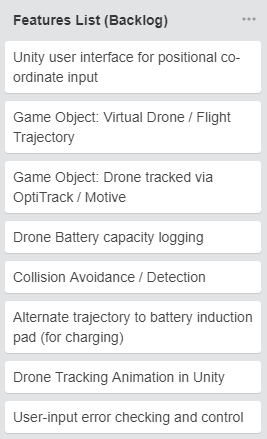 Features List (Backlog)
Unity user interface for positional co-
ordinate input
Game Object: Virtual Drone / Flight
Trajectory
Game Object: Drone tracked via
OptiTrack / Motive
Drone Battery capacity logging
Collision Avoidance / Detection
Alternate trajectory to battery induction
pad (for charging)
Drone Tracking Animation in Unity
User-input error checking and control